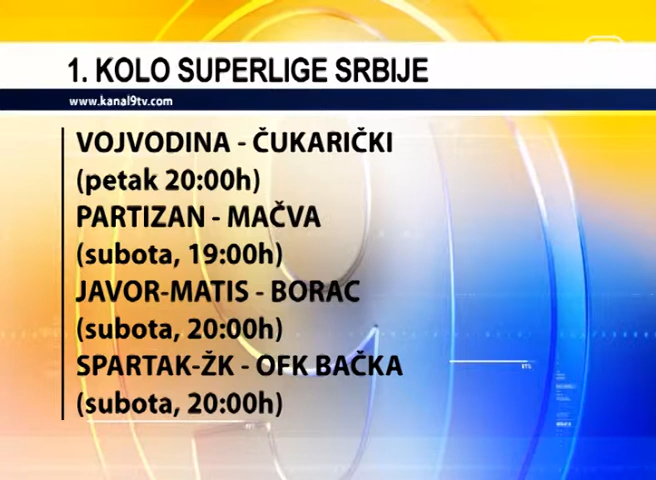 1. KOLO SUPERLIGE SRBIJE
www.kanal9tv.com
VOJVODINA - ČUKARIČKI
(petak 20:00h)
PARTIZAN - MAČVA
(subota, 19:00h)
JAVOR-MATIS - BORAC
(subota, 20:00h)
SPARTAK-ŽK - OFK BAČKA
(subota, 20:00h)